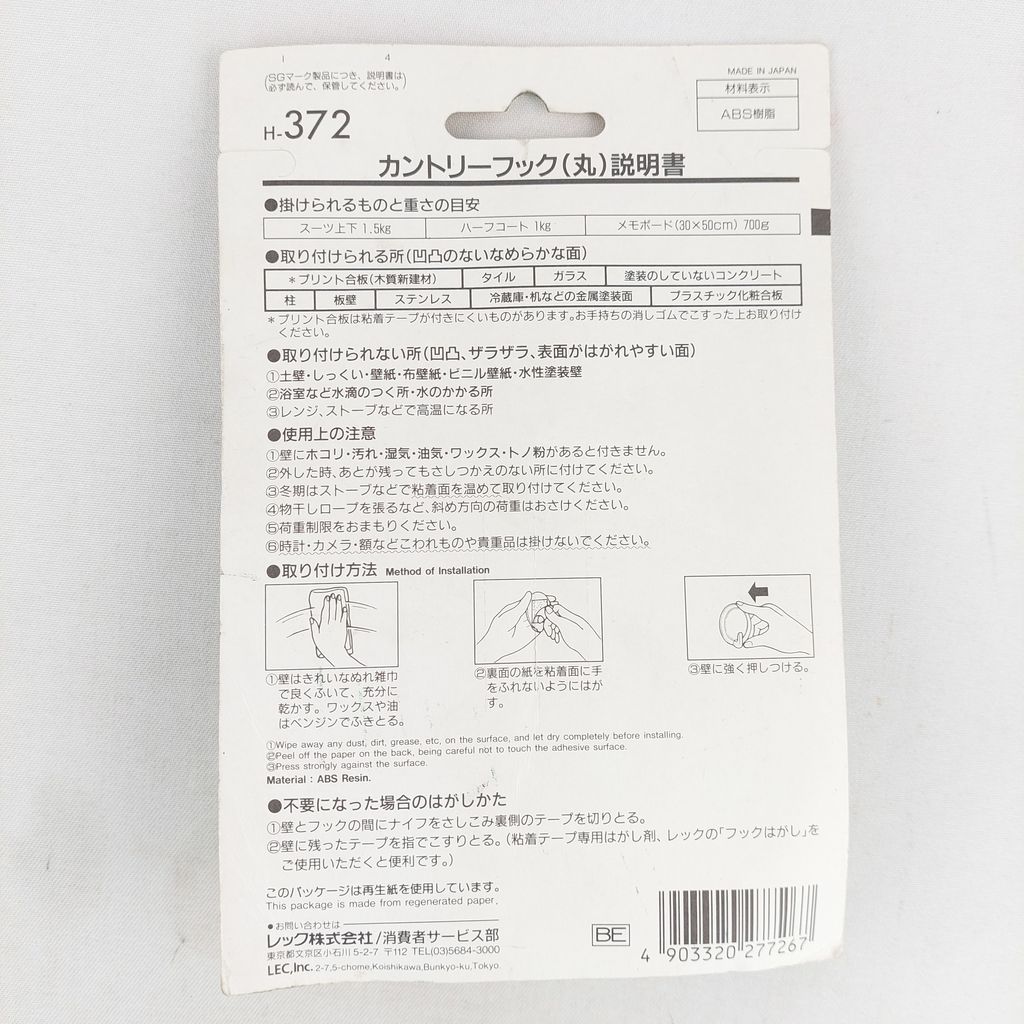 1 4
(SGマーク製品につき、説明書は
必ず読んで、保管してください。)
MADE IN JAPAN
材料表示
ABS樹脂
H-372
カントリーフック(丸)説明書
●掛けられるものと重さの目安
スーツ上下 1.5kg ハーフコート 1kg メモボード(30×50cm) 700g
●取り付けられる所(凹凸のないなめらかな面)
*プリント合板(木質新建材) タイル ガラス 塗装のしていないコンクリート
柱 板壁 ステンレス 冷蔵庫・机などの金属塗装面 プラスチック化粧合板
*プリント合板は粘着テープが付きにくいものがあります。お手持ちの消しゴムでこすった上お取り付け
ください。
●取り付けられない所(凹凸、ザラザラ、表面がはがれやすい面)
①土壁・しっくい・壁紙・布壁紙・ビニル壁紙・水性塗装壁
②浴室など水滴のつく所・水のかかる所
③レンジ、ストーブなどで高温になる所
●使用上の注意
①壁にホコリ・汚れ・湿気・油気・ワックス・トノ粉があると付きません。
②外した時、あとが残ってもさしつかえのない所に付けてください。
③冬期はストーブなどで粘着面を温めて取り付けてください。
④物干しロープを張るなど、斜め方向の荷重はおさけください。
⑤荷重制限をおまもりください。
⑥時計・カメラ・額などこわれものや貴重品は掛けないでください。
●取り付け方法 Method of Installation
①壁はきれいなぬれ雑巾
で良くふいて、充分に
乾かす。ワックスや油
はベンジンでふきとる。
②裏面の紙を粘着面に手
をふれないようにはが
す。
③壁に強く押しつける。
①Wipe away any dust, dirt, grease, etc, on the surface, and let dry completely before installing.
②Peel off the paper on the back, being careful not to touch the adhesive surface.
③Press strongly against the surface.
Material : ABS Resin.
●不要になった場合のはがしかた
①壁とフックの間にナイフをさしこみ裏側のテープを切りとる。
②壁に残ったテープを指でこすりとる。(粘着テープ専用はがし剤、レックの「フックはがし」を
ご使用いただくと便利です。)
このパッケージは再生紙を使用しています。
This package is made from regenerated paper.
●お問い合わせは
レック株式会社/消費者サービス部
東京都文京区小石川5-2-7 〒112 TEL(03)5684-3000
LEC,Inc. 2-7,5-chome,Koishikawa,Bunkyo-ku,Tokyo.
BE
4 903320 277267